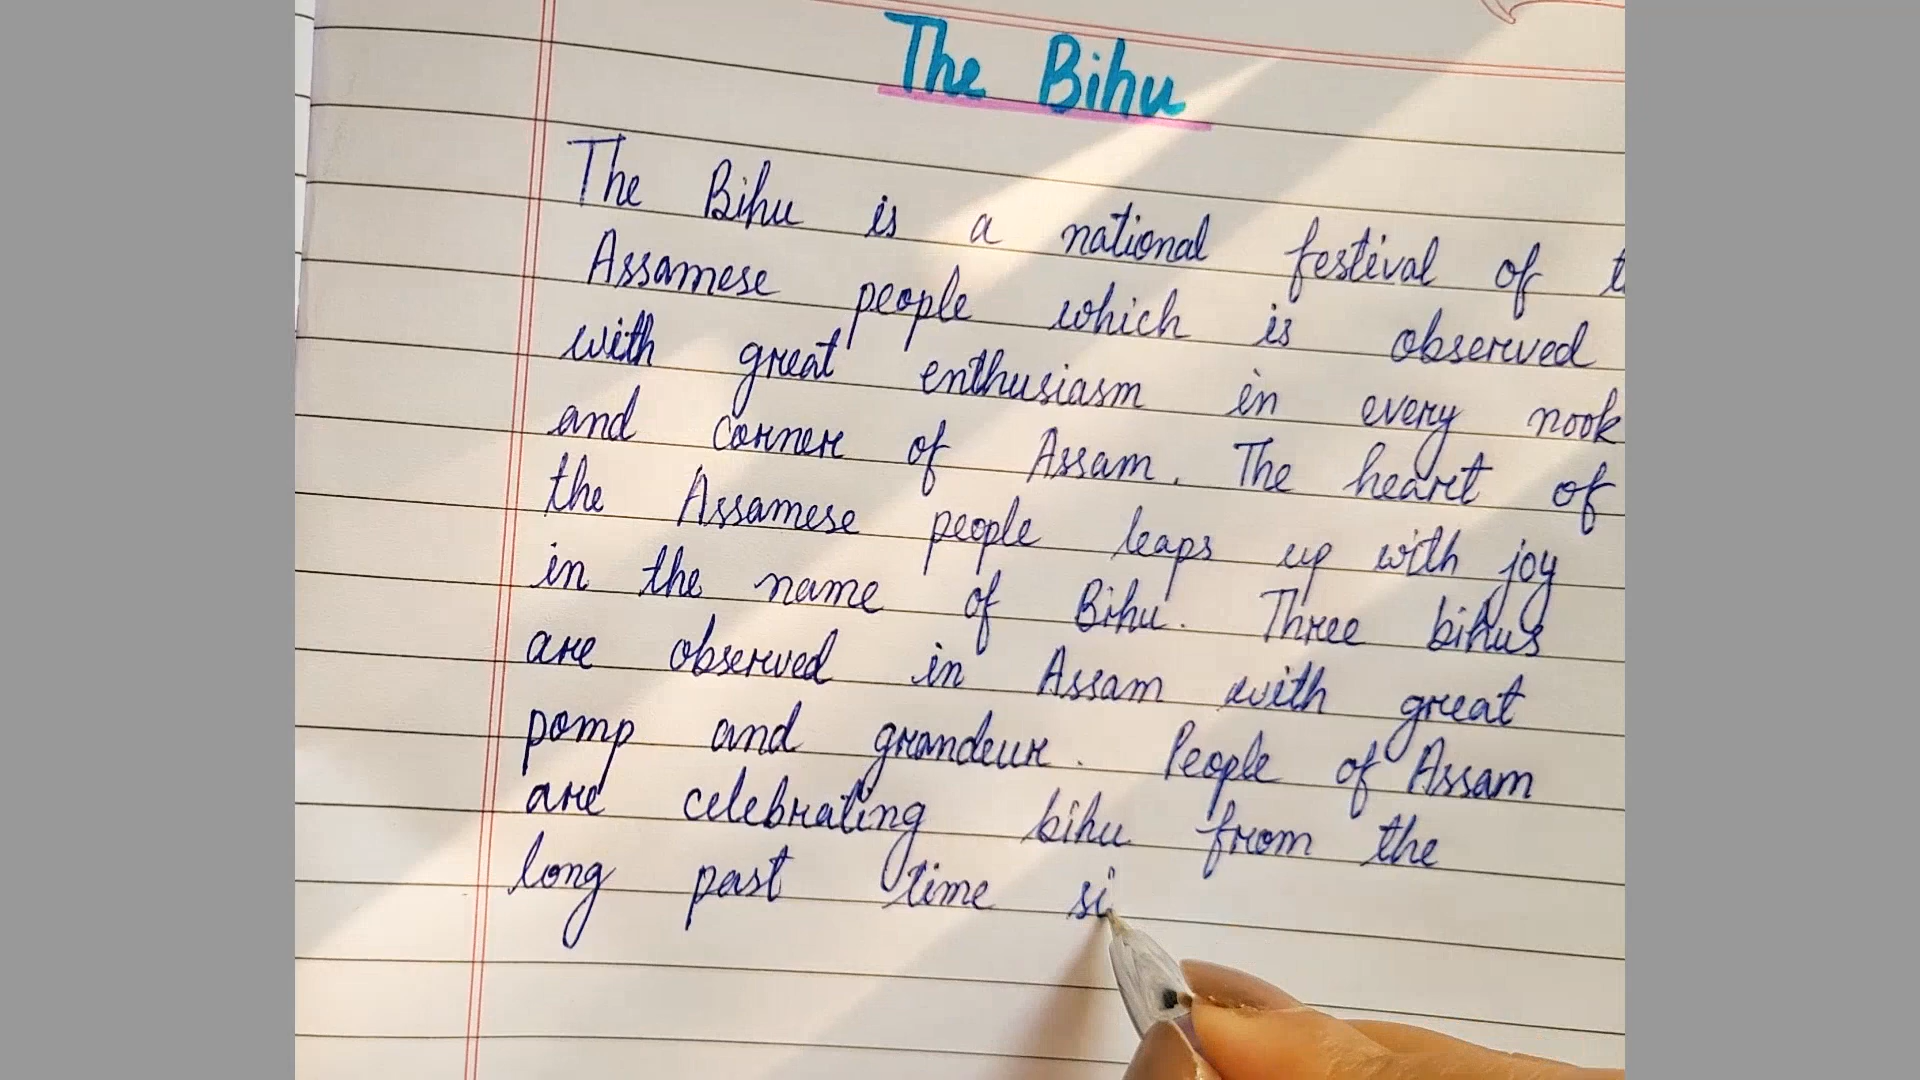 The Bihu
The Bihu is a national festival of t
Assamese people which is observed
with great enthusiasm in every nook
and corner of Assam. The heart of
the Assamese people leaps up with joy
in the name of Bihu. Three bihus
are observed in Assam with great
pomp and grandeur. People of Assam
are celebrating bihu from the
long past time si